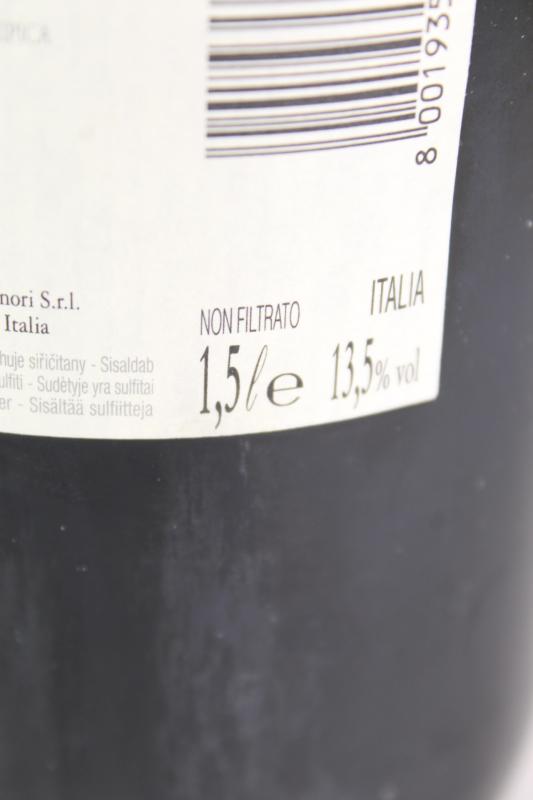 8 001935
nori S.r.l.
Italia
huje siřičitany - Sisaldab
ulfiti - Sudėtyje yra sulfitai
er - Sisältää sulfiitteja
NON FILTRATO
ITALIA
1,5 l e
13,5% vol